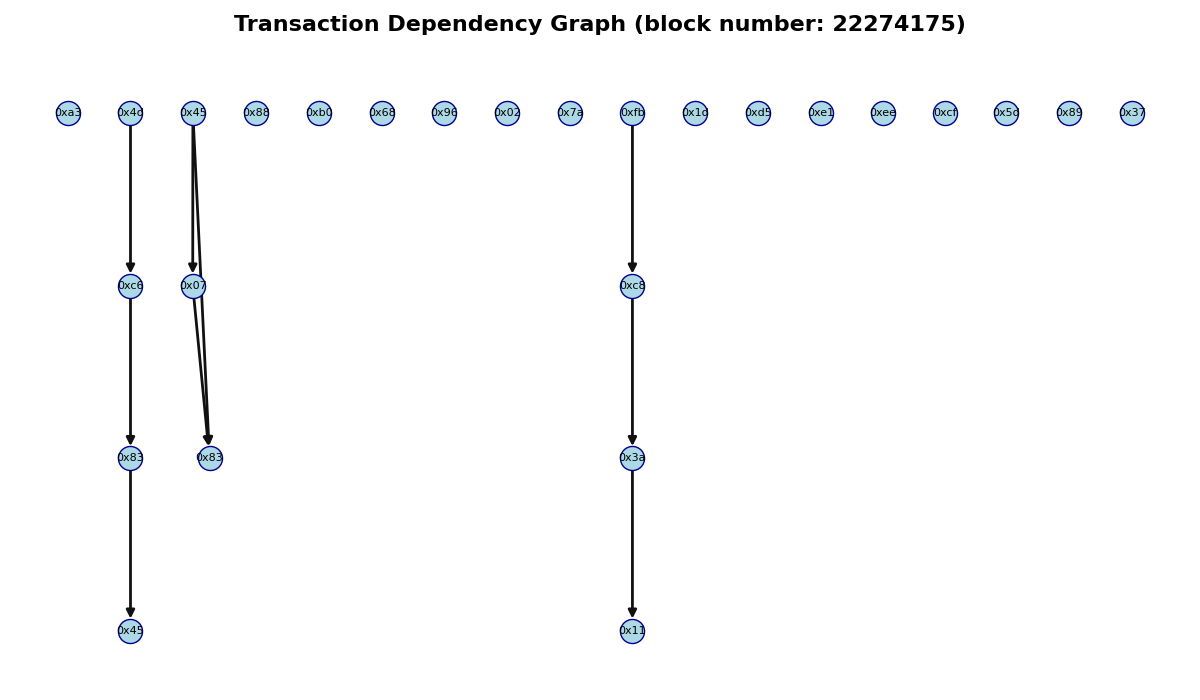 Transaction Dependency Graph (block number: 22274175)
0xa3 0x4d 0x45 0x88 0xb0 0x68 0x96 0x02 0x7a 0xfb 0x1d 0xd5 0xe1 0xee 0xcf 0x5d 0x89 0x37
0xc6 0x07 0xc8
0x83 0x83 0x3a
0x45 0x11